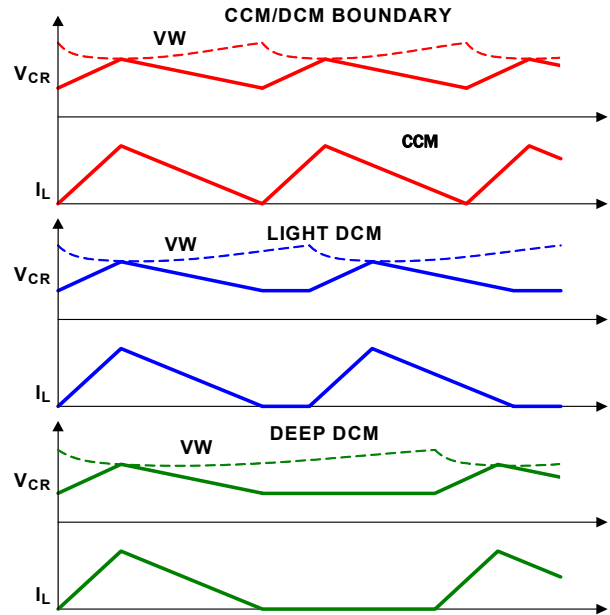 CCM/DCM BOUNDARY
VW
VCR
CCM
IL
LIGHT DCM
VW
VCR
IL
DEEP DCM
VW
VCR
IL